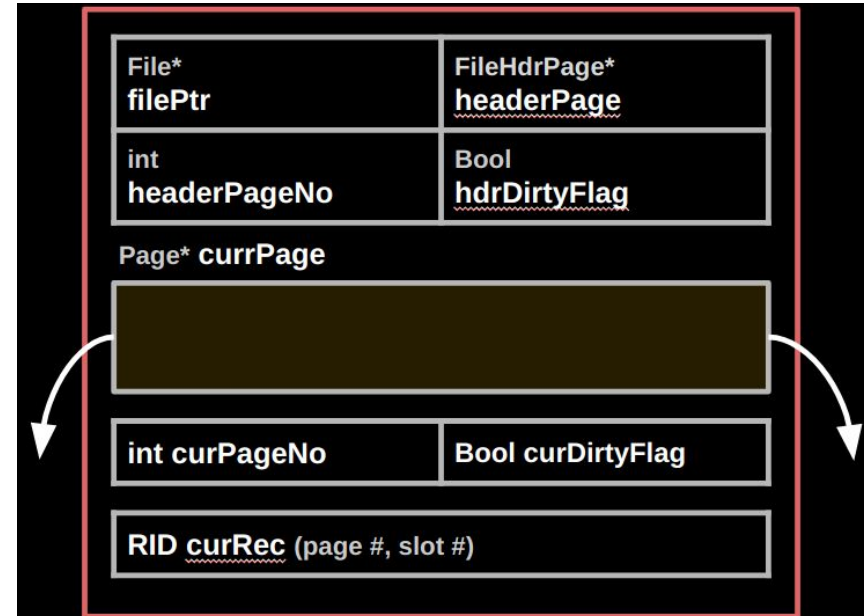 File*
filePtr
FileHdrPage*
headerPage
int
headerPageNo
Bool
hdrDirtyFlag
Page* currPage
int curPageNo
Bool curDirtyFlag
RID curRec (page #, slot #)